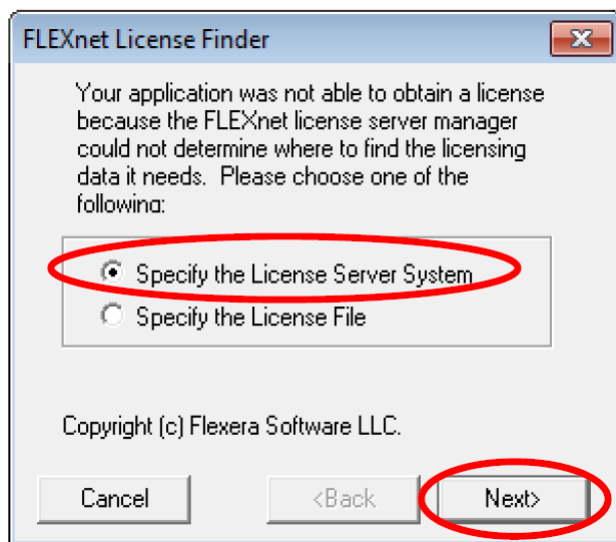 FLEXnet License Finder
Your application was not able to obtain a license
because the FLEXnet license server manager
could not determine where to find the licensing
data it needs.  Please choose one of the
following:
Specify the License Server System
Specify the License File
Copyright (c) Flexera Software LLC.
Cancel
<Back
Next>